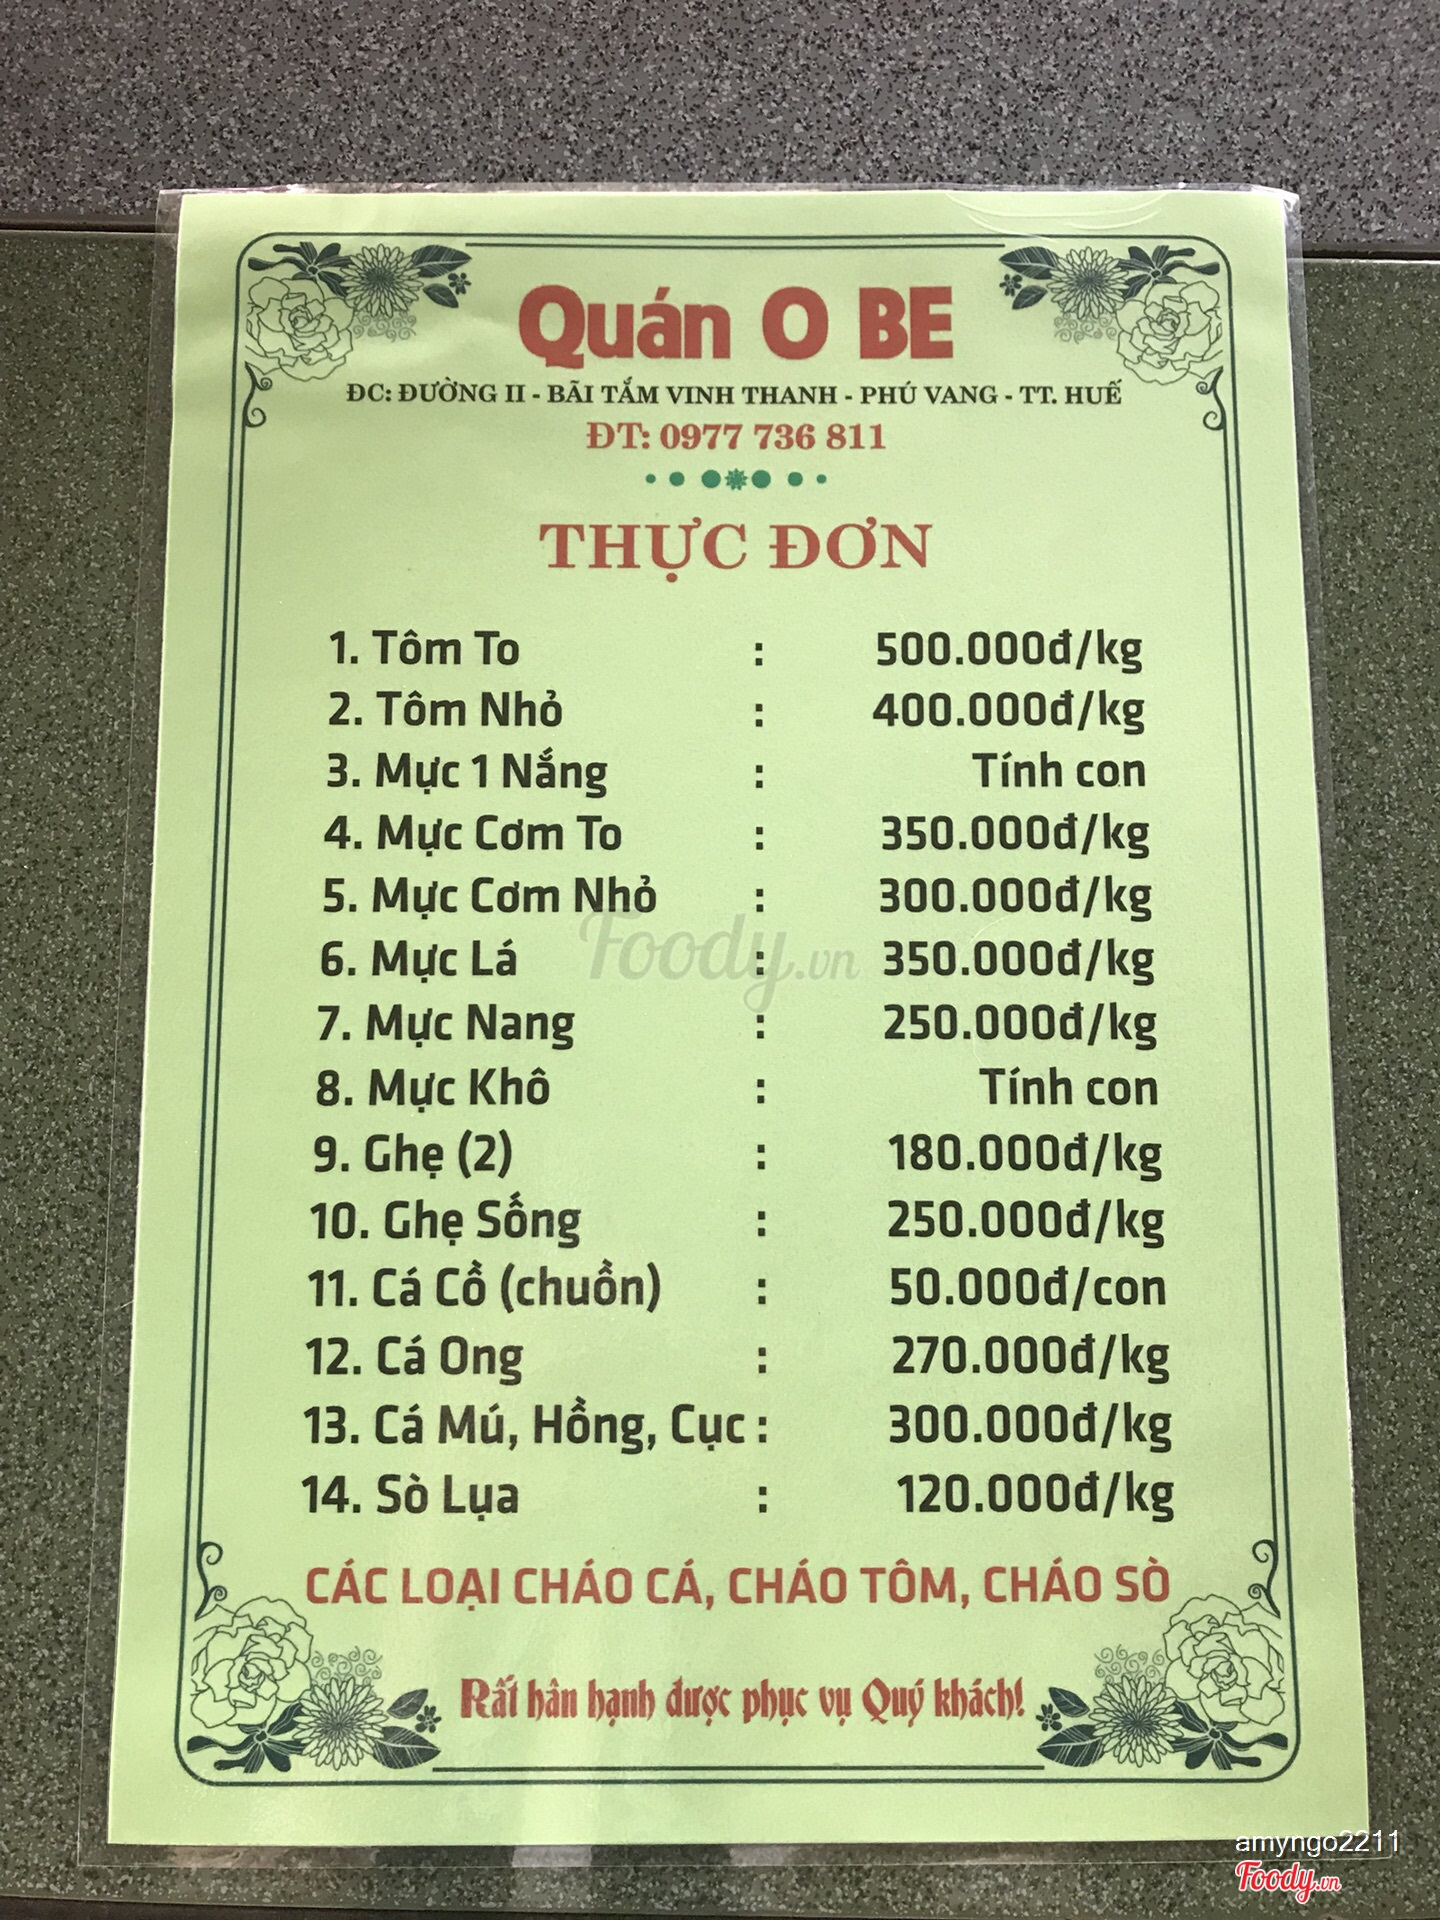 Quán O BE
ĐC: ĐƯỜNG II - BÃI TẮM VINH THANH - PHÚ VANG - TT. HUẾ
ĐT: 0977 736 811
THỰC ĐƠN
1. Tôm To : 500.000đ/kg
2. Tôm Nhỏ : 400.000đ/kg
3. Mực 1 Nắng : Tính con
4. Mực Cơm To : 350.000đ/kg
5. Mực Cơm Nhỏ : 300.000đ/kg
6. Mực Lá : 350.000đ/kg
Foody.vn
7. Mực Nang : 250.000đ/kg
8. Mực Khô : Tính con
9. Ghẹ (2) : 180.000đ/kg
10. Ghẹ Sống : 250.000đ/kg
11. Cá Cồ (chuồn) : 50.000đ/con
12. Cá Ong : 270.000đ/kg
13. Cá Mú, Hồng, Cục : 300.000đ/kg
14. Sò Lụa : 120.000đ/kg
CÁC LOẠI CHÁO CÁ, CHÁO TÔM, CHÁO SÒ
Rất hân hạnh được phục vụ Quý khách!
amyngo2211
Foody.vn